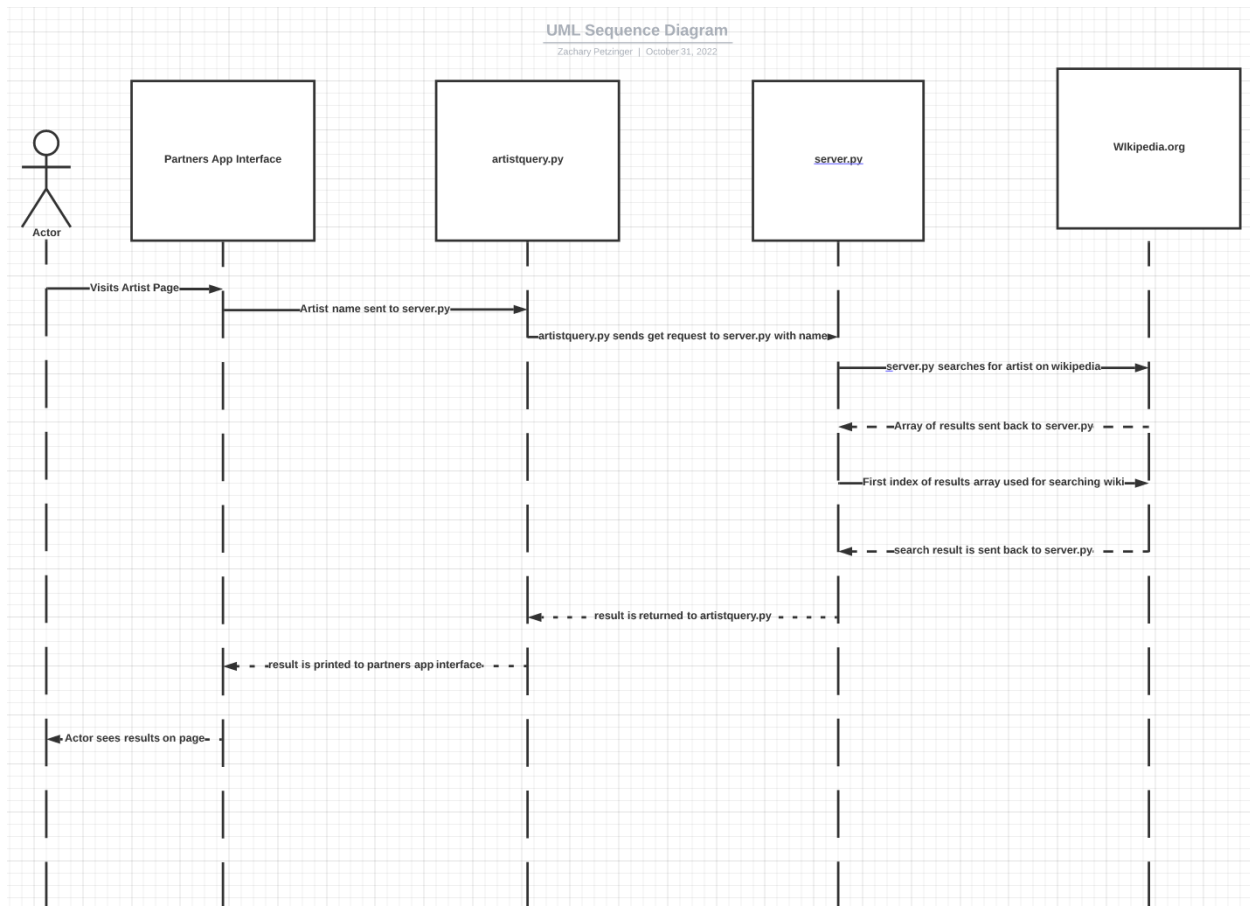 UML Sequence Diagram
Zachary Petzinger | October 31, 2022
Partners App Interface
artistquery.py
server.py
WIkipedia.org
Actor
Visits Artist Page
Artist name sent to server.py
artistquery.py sends get request to server.py with name
server.py searches for artist on wikipedia
Array of results sent back to server.py
First index of results array used for searching wiki
search result is sent back to server.py
result is returned to artistquery.py
result is printed to partners app interface
Actor sees results on page